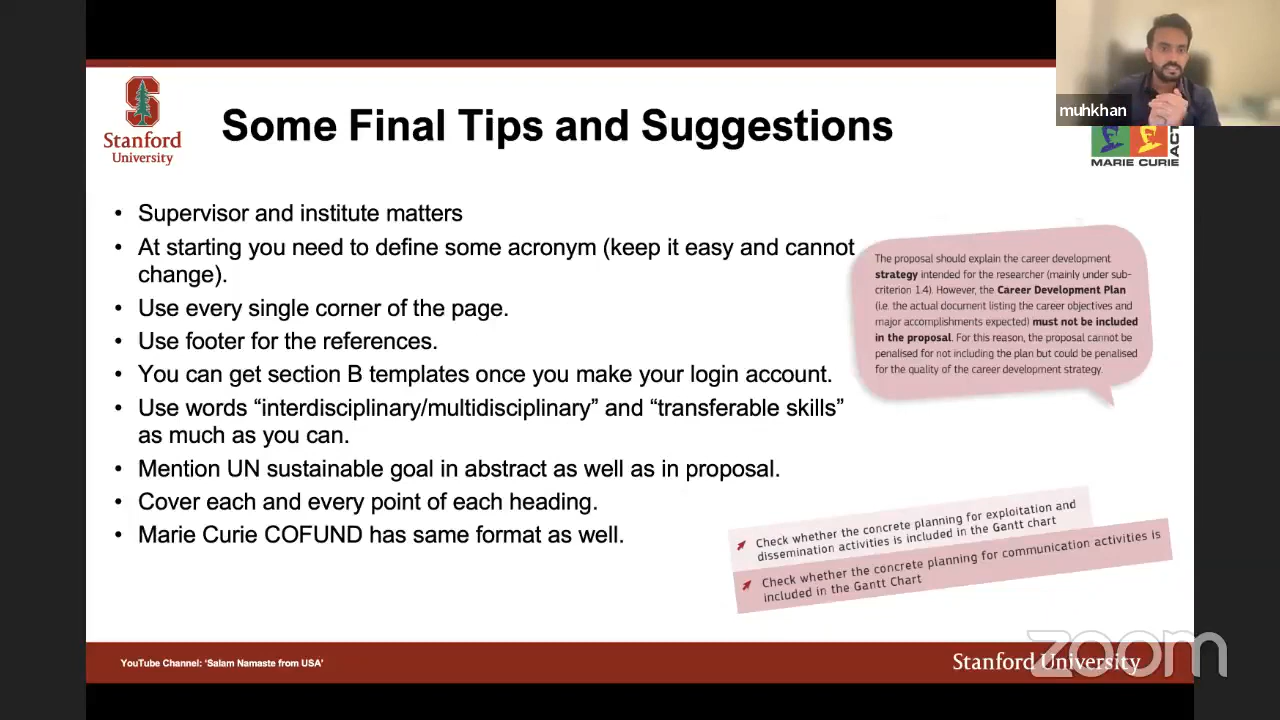 muhkhan
Stanford
University
Some Final Tips and Suggestions
MARIE CURIE ACT
• Supervisor and institute matters
• At starting you need to define some acronym (keep it easy and cannot
change).
• Use every single corner of the page.
• Use footer for the references.
• You can get section B templates once you make your login account.
• Use words “interdisciplinary/multidisciplinary” and “transferable skills”
as much as you can.
• Mention UN sustainable goal in abstract as well as in proposal.
• Cover each and every point of each heading.
• Marie Curie COFUND has same format as well.
The proposal should explain the career development
strategy intended for the researcher (mainly under sub-
criterion 1.4). However, the Career Development Plan
(i.e. the actual document listing the career objectives and
major accomplishments expected) must not be included
in the proposal. For this reason, the proposal cannot be
penalised for not including the plan but could be penalised
for the quality of the career development strategy.
Check whether the concrete planning for exploitation and
dissemination activities is included in the Gantt chart
Check whether the concrete planning for communication activities is
included in the Gantt Chart
YouTube Channel: ‘Salam Namaste from USA’
Stanford University
zoom